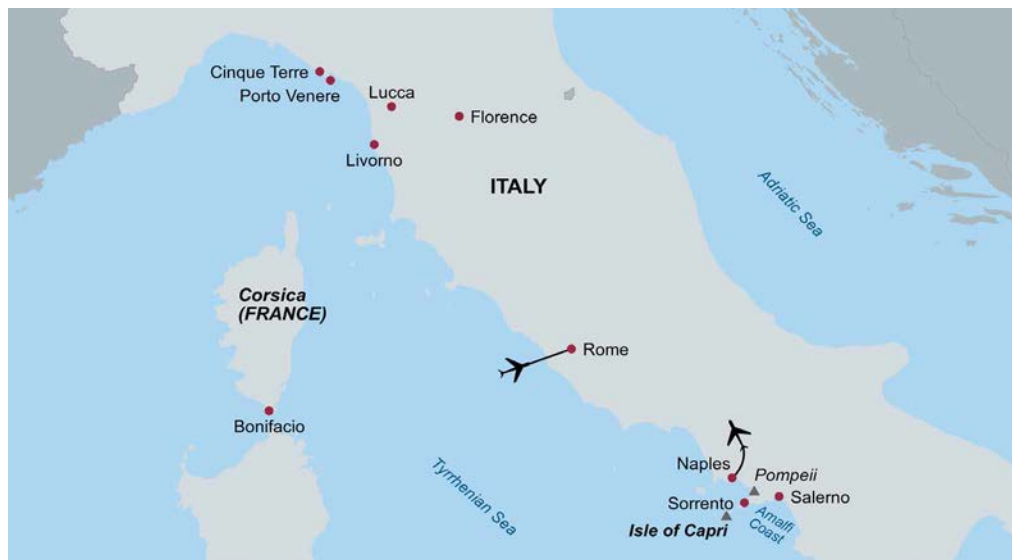 Cinque Terre
Porto Venere
Lucca
Florence
Livorno
ITALY
Adriatic Sea
Corsica
(FRANCE)
Rome
Bonifacio
Tyrrhenian Sea
Naples
Pompeii
Sorrento
Salerno
Isle of Capri
Amalfi
Coast